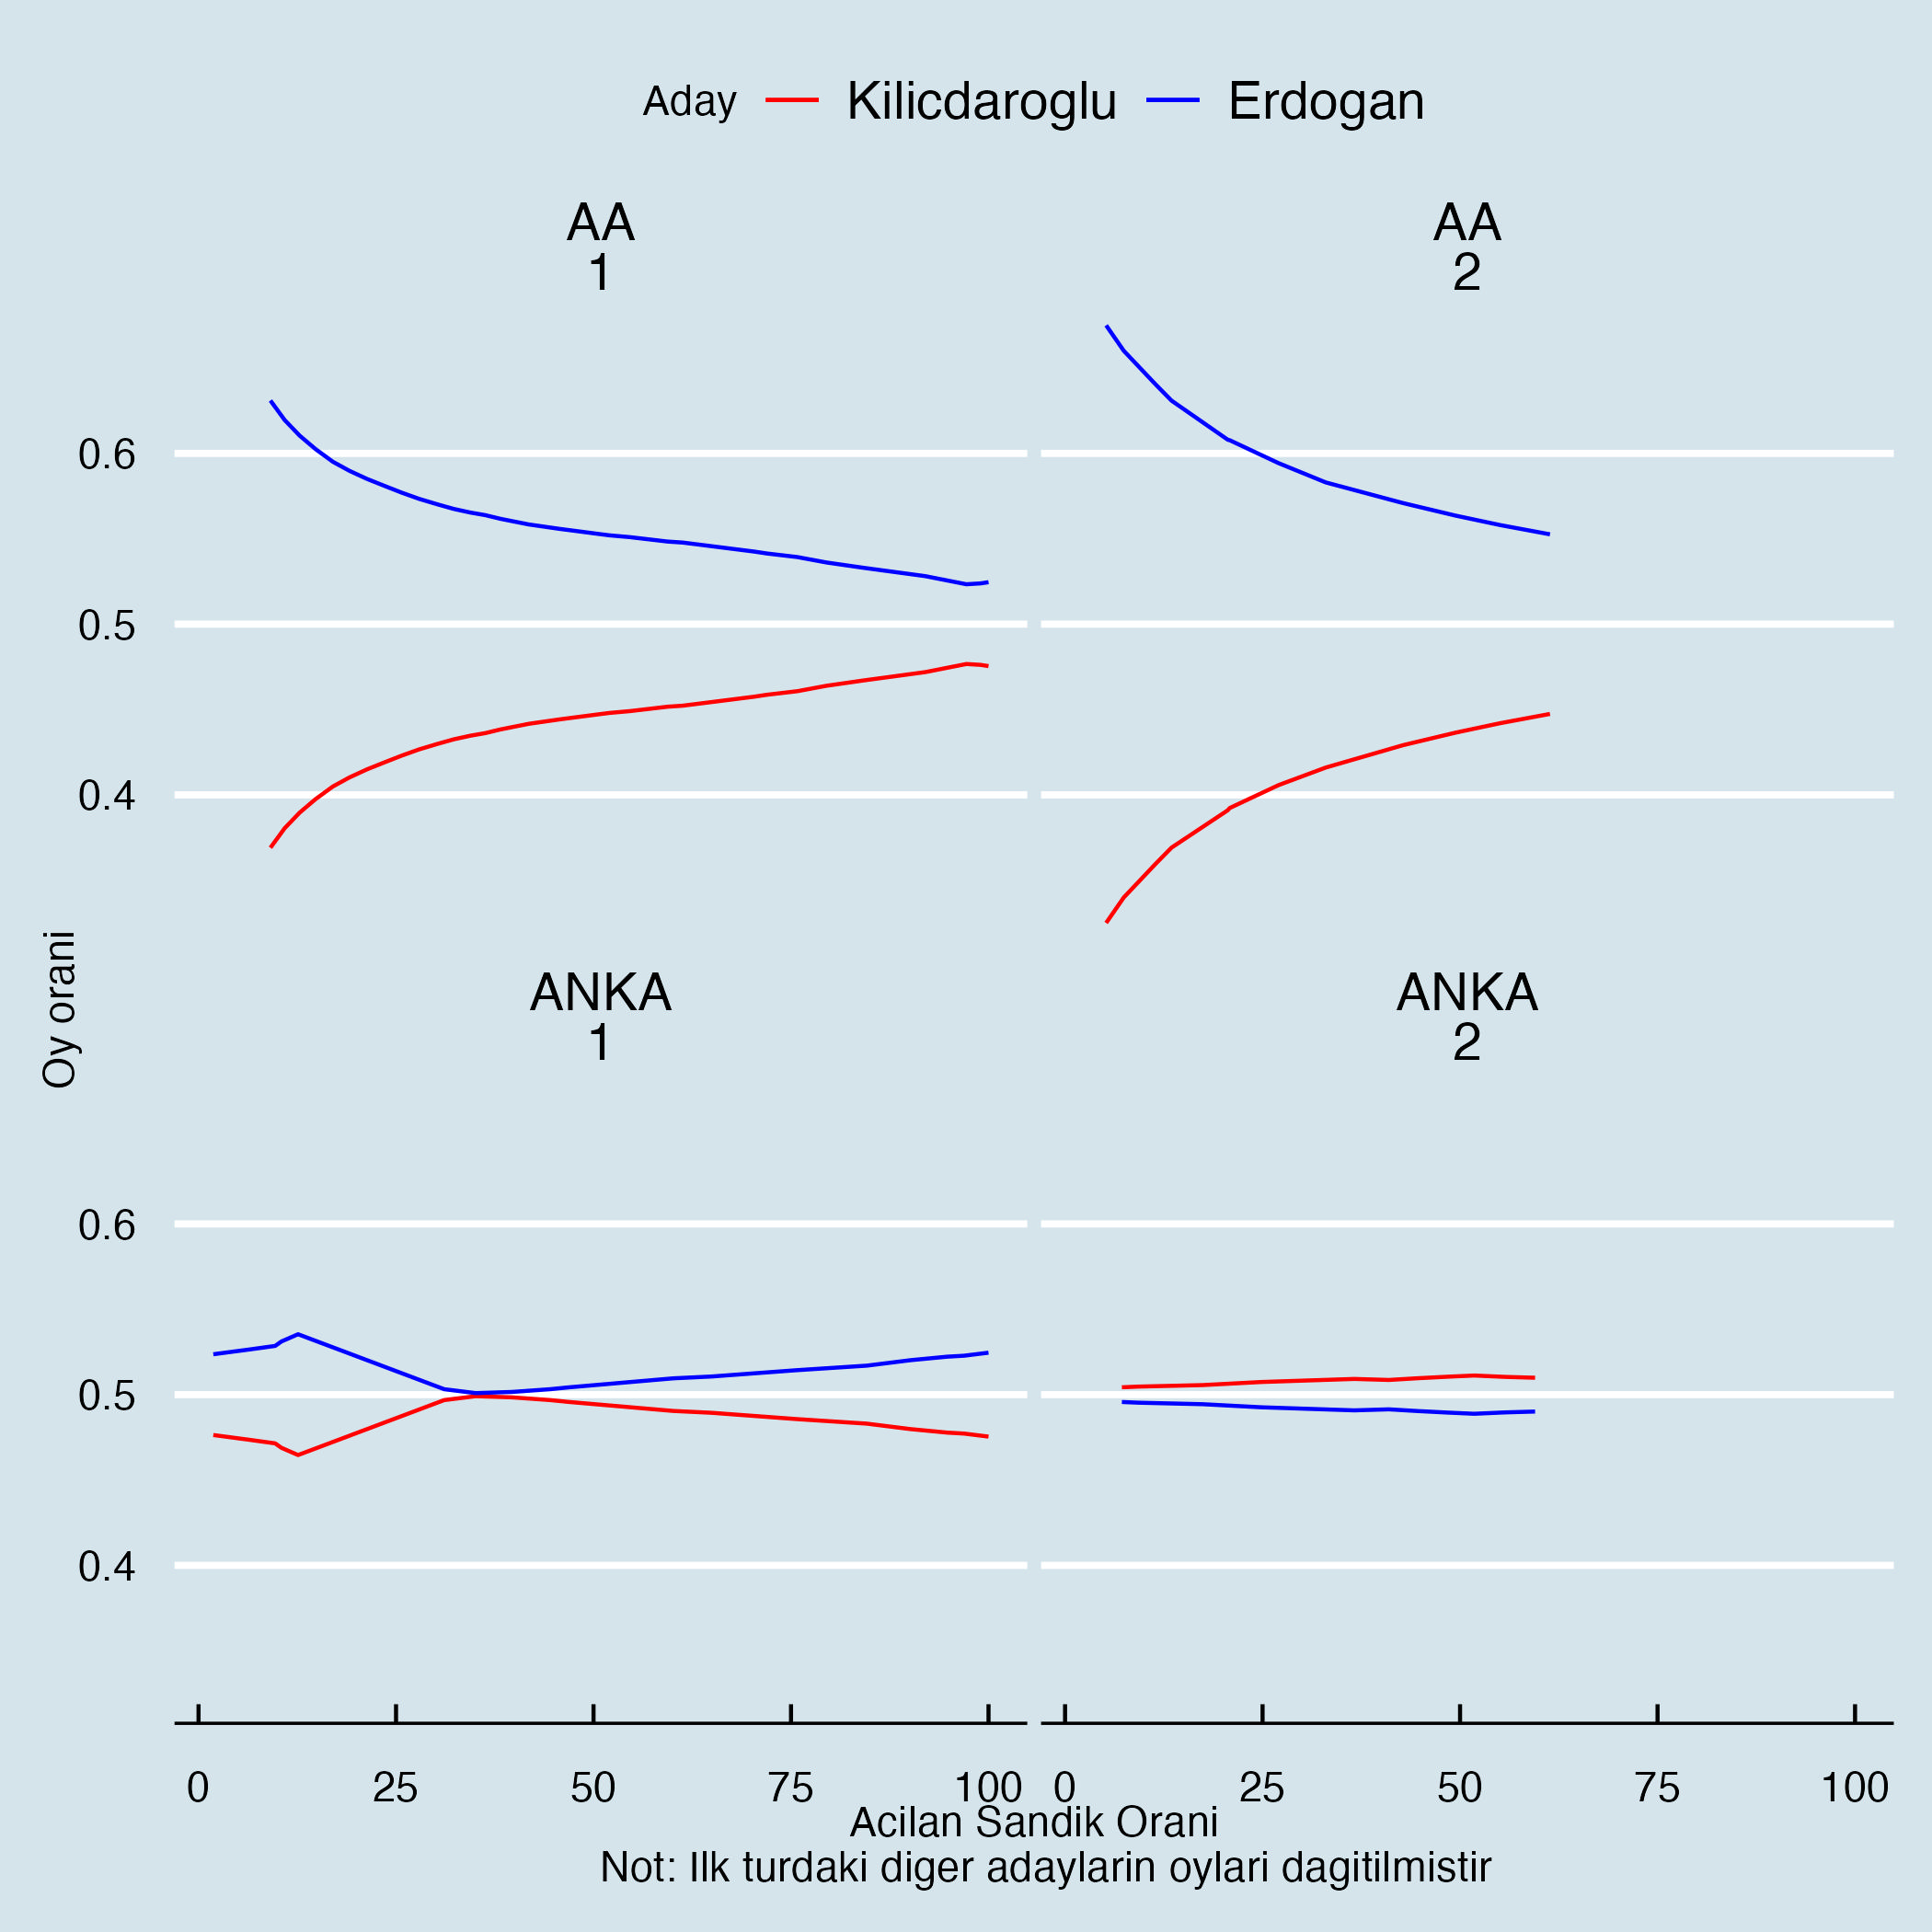 Aday Kilicdaroglu Erdogan
AA
1
AA
2
0.6
0.5
0.4
Oy orani
ANKA
1
ANKA
2
0.6
0.5
0.4
0 25 50 75 100 0 25 50 75 100
Acilan Sandik Orani
Not: Ilk turdaki diger adaylarin oylari dagitilmistir